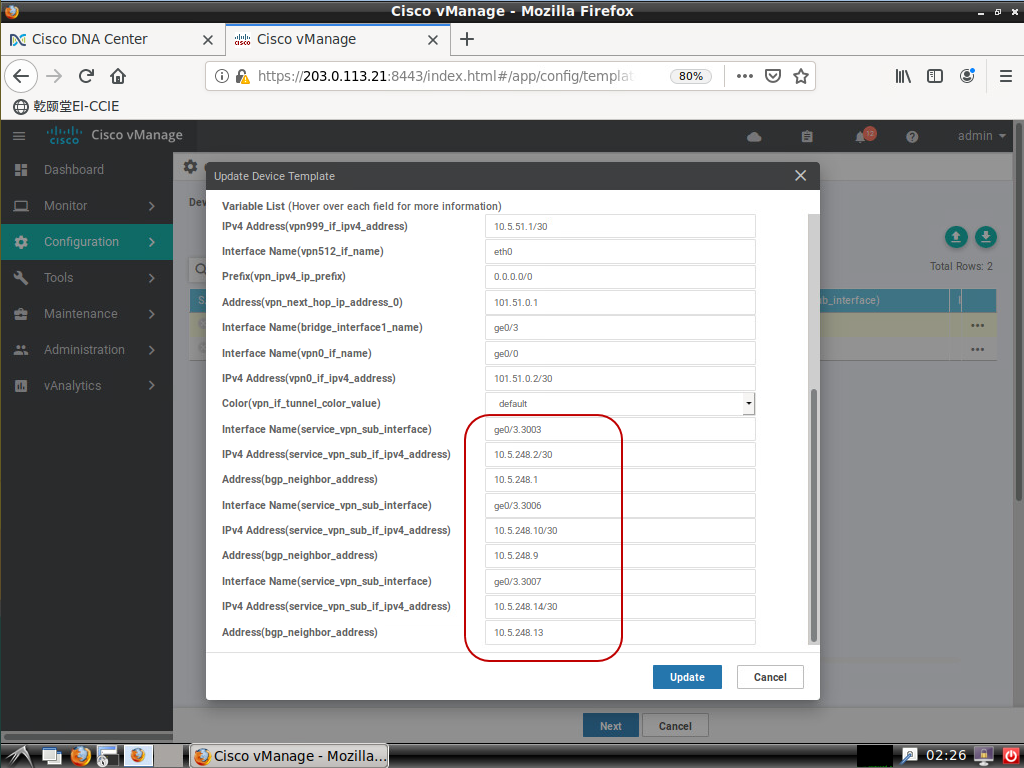 Cisco vManage - Mozilla Firefox
Cisco DNA Center
Cisco vManage
https://203.0.113.21:8443/index.html#/app/config/templat
80%
乾颐堂EI-CCIE
CISCO
Cisco vManage
12
admin
Dashboard
Monitor
Configuration
Tools
Maintenance
Administration
vAnalytics
Dev
Total Rows: 2
S.
ub_interface)
I
Update Device Template
Variable List (Hover over each field for more information)
IPv4 Address(vpn999_if_ipv4_address) 10.5.51.1/30
Interface Name(vpn512_if_name) eth0
Prefix(vpn_ipv4_ip_prefix) 0.0.0.0/0
Address(vpn_next_hop_ip_address_0) 101.51.0.1
Interface Name(bridge_interface1_name) ge0/3
Interface Name(vpn0_if_name) ge0/0
IPv4 Address(vpn0_if_ipv4_address) 101.51.0.2/30
Color(vpn_if_tunnel_color_value) default
Interface Name(service_vpn_sub_interface) ge0/3.3003
IPv4 Address(service_vpn_sub_if_ipv4_address) 10.5.248.2/30
Address(bgp_neighbor_address) 10.5.248.1
Interface Name(service_vpn_sub_interface) ge0/3.3006
IPv4 Address(service_vpn_sub_if_ipv4_address) 10.5.248.10/30
Address(bgp_neighbor_address) 10.5.248.9
Interface Name(service_vpn_sub_interface) ge0/3.3007
IPv4 Address(service_vpn_sub_if_ipv4_address) 10.5.248.14/30
Address(bgp_neighbor_address) 10.5.248.13
Update
Cancel
Next
Cancel
Cisco vManage - Mozilla...
02:26